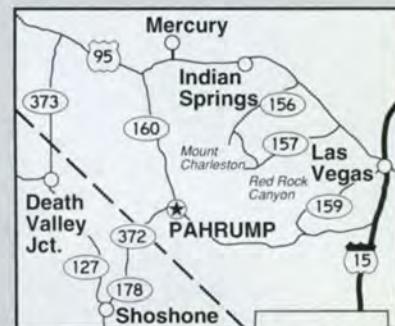 Mercury
95
Indian
Springs
373
156
160
157
Mount
Charleston
Las
Vegas
Red Rock
Canyon
159
Death
Valley
Jct.
372
PAHRUMP
15
127
178
Shoshone